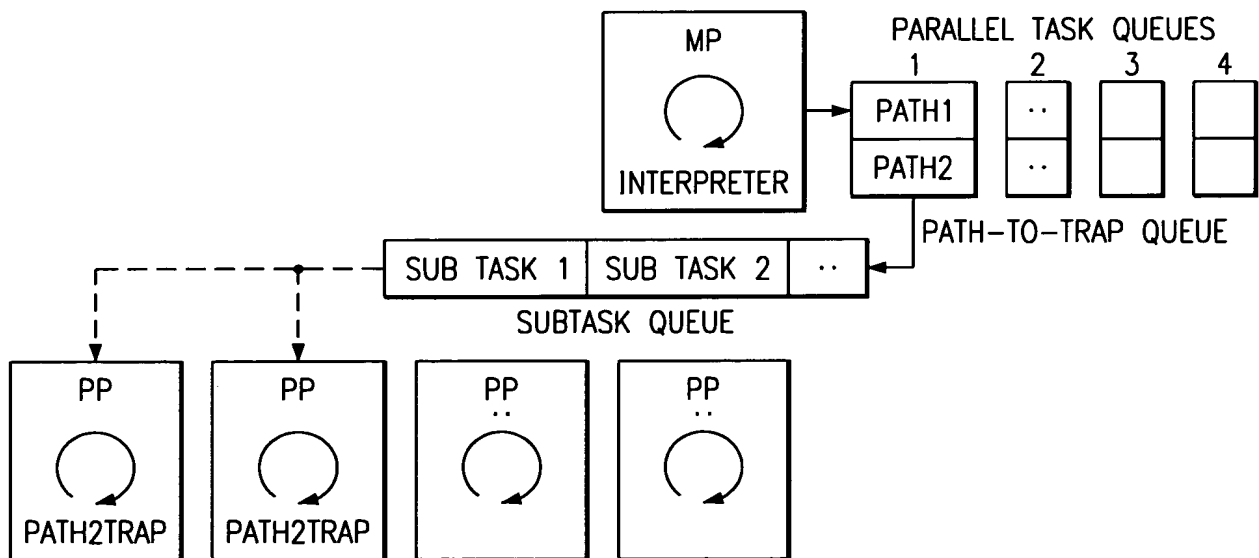 MP
INTERPRETER
PARALLEL TASK QUEUES
1 2 3 4
PATH1 ..
PATH2 ..
PATH-TO-TRAP QUEUE
SUB TASK 1 SUB TASK 2 ..
SUBTASK QUEUE
PP PP PP PP
.. ..
PATH2TRAP PATH2TRAP